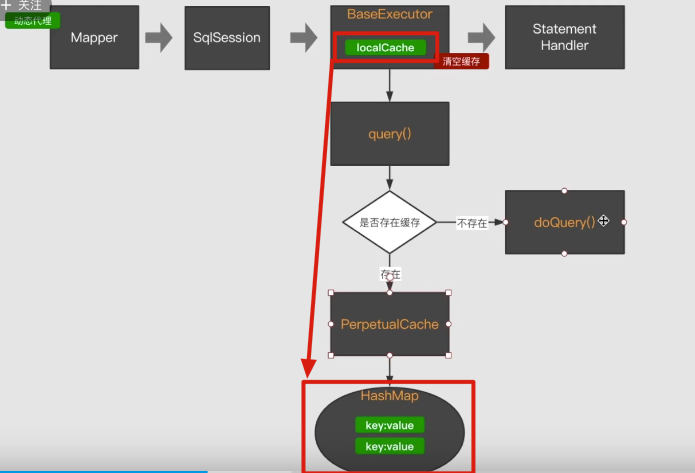 + 关注
动态代理
Mapper
SqlSession
BaseExecutor
localCache
清空缓存
Statement
Handler
query()
是否存在缓存
不存在
doQuery()
存在
PerpetualCache
HashMap
key:value
key:value